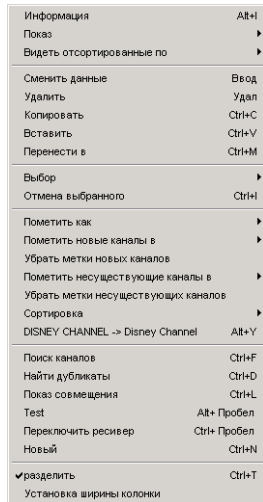 Информация Alt+I
Показ
Видеть отсортированные по
Сменить данные Ввод
Удалить Удал
Копировать Ctrl+C
Вставить Ctrl+V
Перенести в Ctrl+M
Выбор
Отмена выбранного Ctrl+I
Пометить как
Пометить новые каналы в
Убрать метки новых каналов
Пометить несуществующие каналы в
Убрать метки несуществующих каналов
Сортировка
DISNEY CHANNEL -> Disney Channel Alt+Y
Поиск каналов Ctrl+F
Найти дубликаты Ctrl+D
Показ совмещения Ctrl+L
Test Alt+ Пробел
Переключить ресивер Ctrl+ Пробел
Новый Ctrl+N
разделить Ctrl+T
Установка ширины колонки